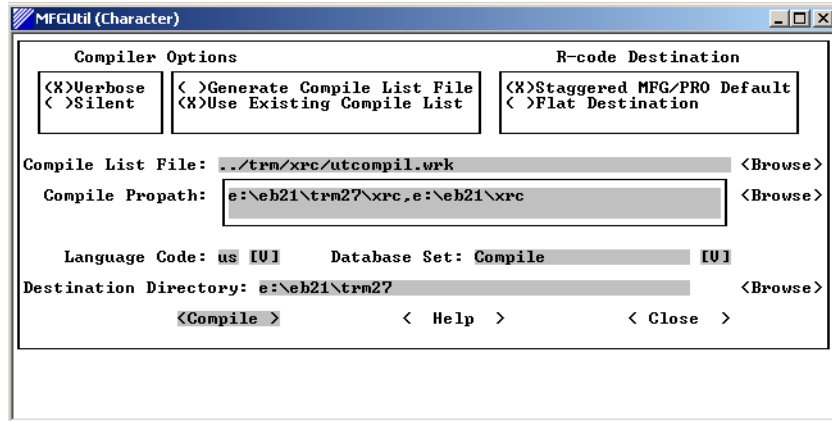 MFGUtil (Character)
Compiler Options R-code Destination
(X)Verbose ( )Generate Compile List File (X)Staggered MFG/PRO Default
( )Silent (X)Use Existing Compile List ( )Flat Destination
Compile List File: ../trm/xrc/utcompil.wrk <Browse>
Compile Propath: e:\eb21\trm27\xrc,e:\eb21\xrc <Browse>
Language Code: us [V] Database Set: Compile [V]
Destination Directory: e:\eb21\trm27 <Browse>
<Compile > < Help > < Close >